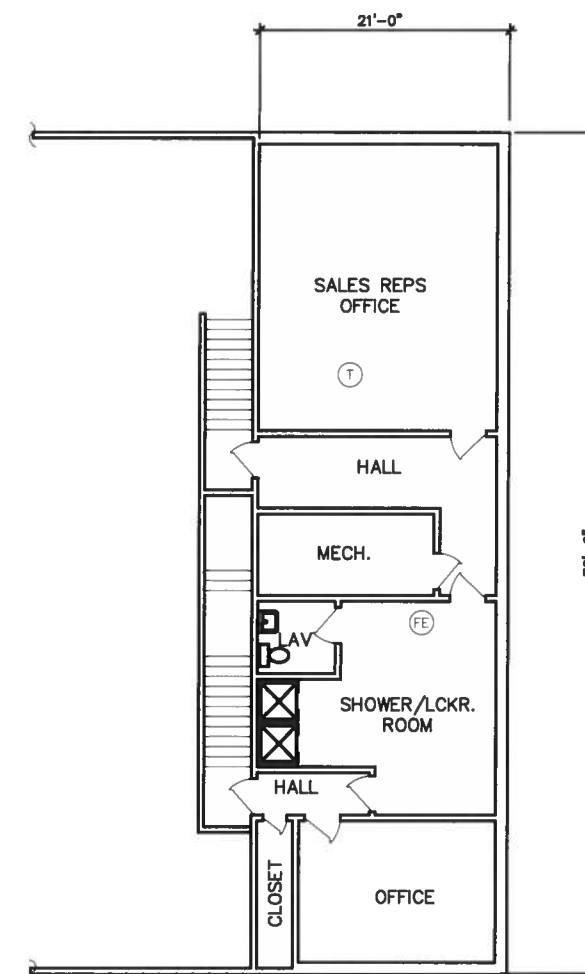 21'-0"
SALES REPS
OFFICE
T
HALL
MECH.
FE
LAV
SHOWER/LCKR.
ROOM
HALL
CLOSET
OFFICE